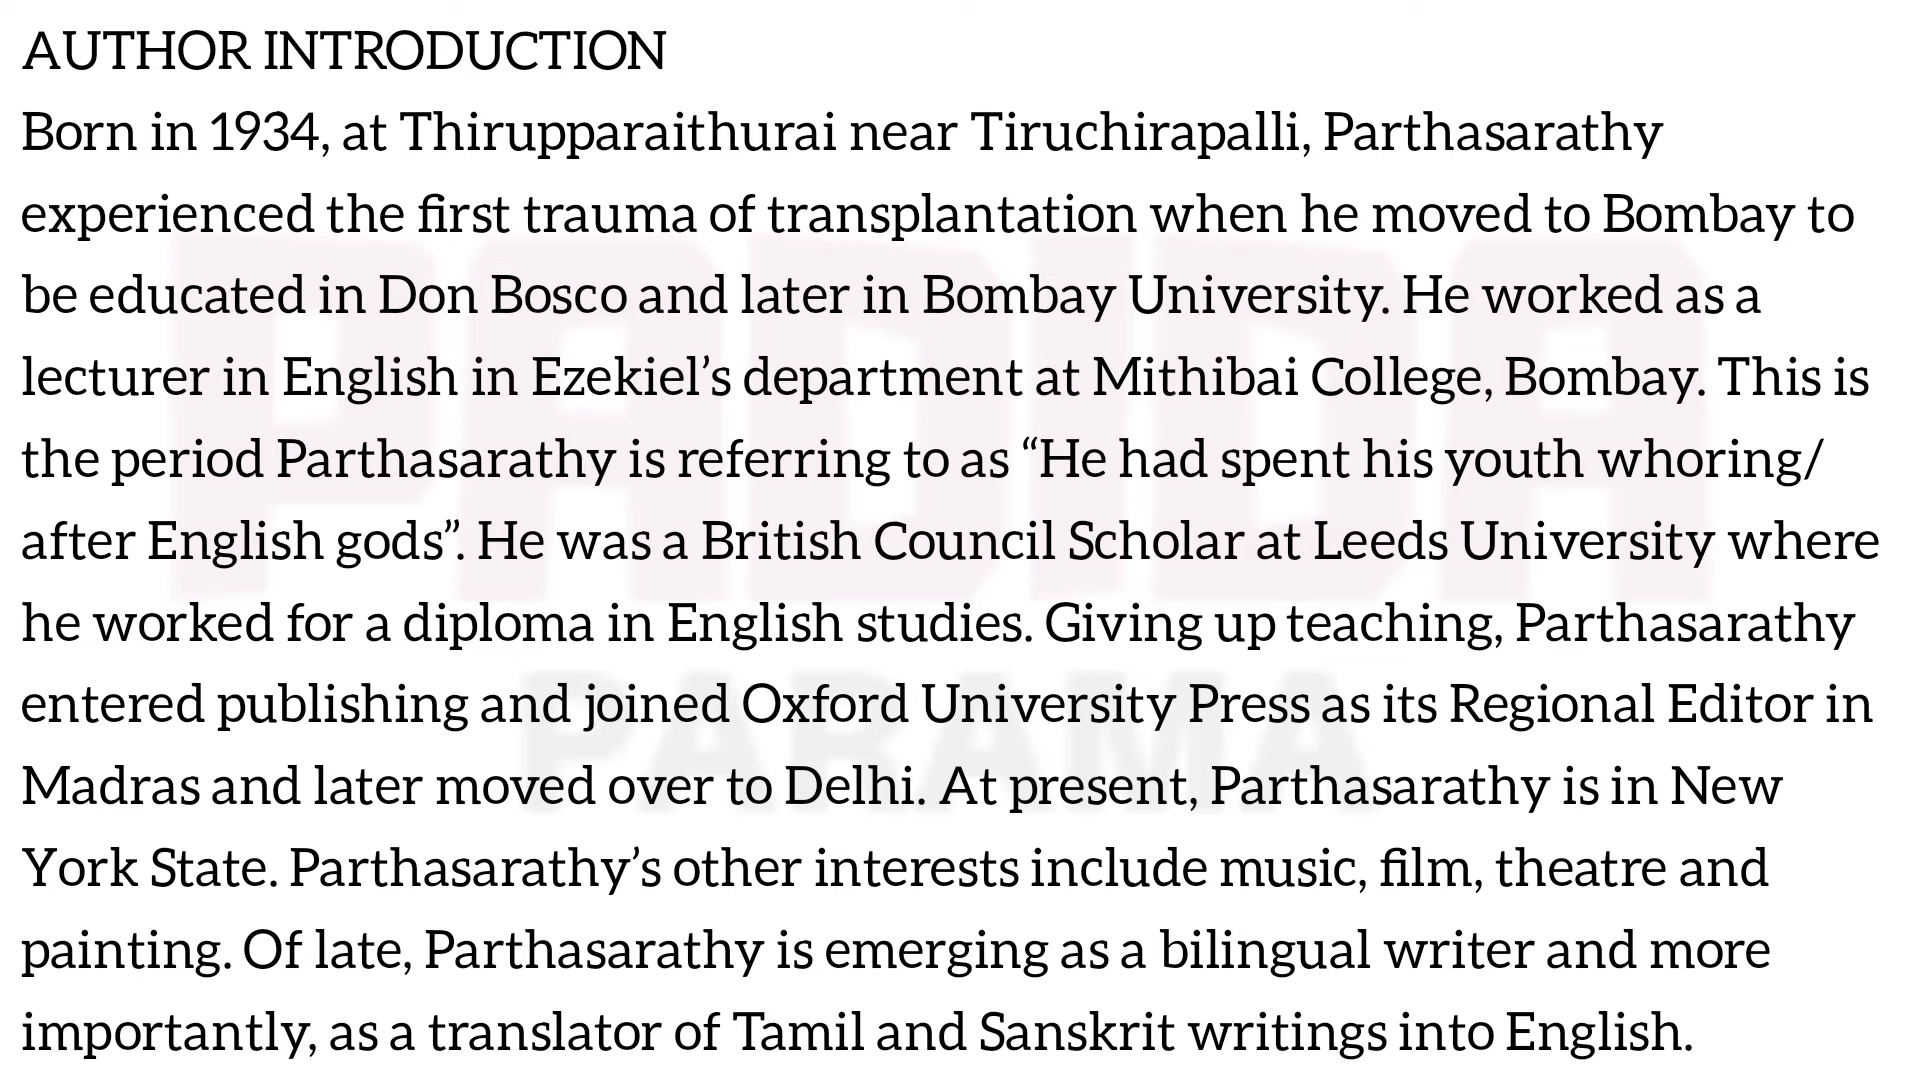 AUTHOR INTRODUCTION
Born in 1934, at Thirupparaithurai near Tiruchirapalli, Parthasarathy
experienced the first trauma of transplantation when he moved to Bombay to
be educated in Don Bosco and later in Bombay University. He worked as a
lecturer in English in Ezekiel’s department at Mithibai College, Bombay. This is
the period Parthasarathy is referring to as “He had spent his youth whoring/
after English gods”. He was a British Council Scholar at Leeds University where
he worked for a diploma in English studies. Giving up teaching, Parthasarathy
entered publishing and joined Oxford University Press as its Regional Editor in
Madras and later moved over to Delhi. At present, Parthasarathy is in New
York State. Parthasarathy’s other interests include music, film, theatre and
painting. Of late, Parthasarathy is emerging as a bilingual writer and more
importantly, as a translator of Tamil and Sanskrit writings into English.
PADIDA
PARAMA